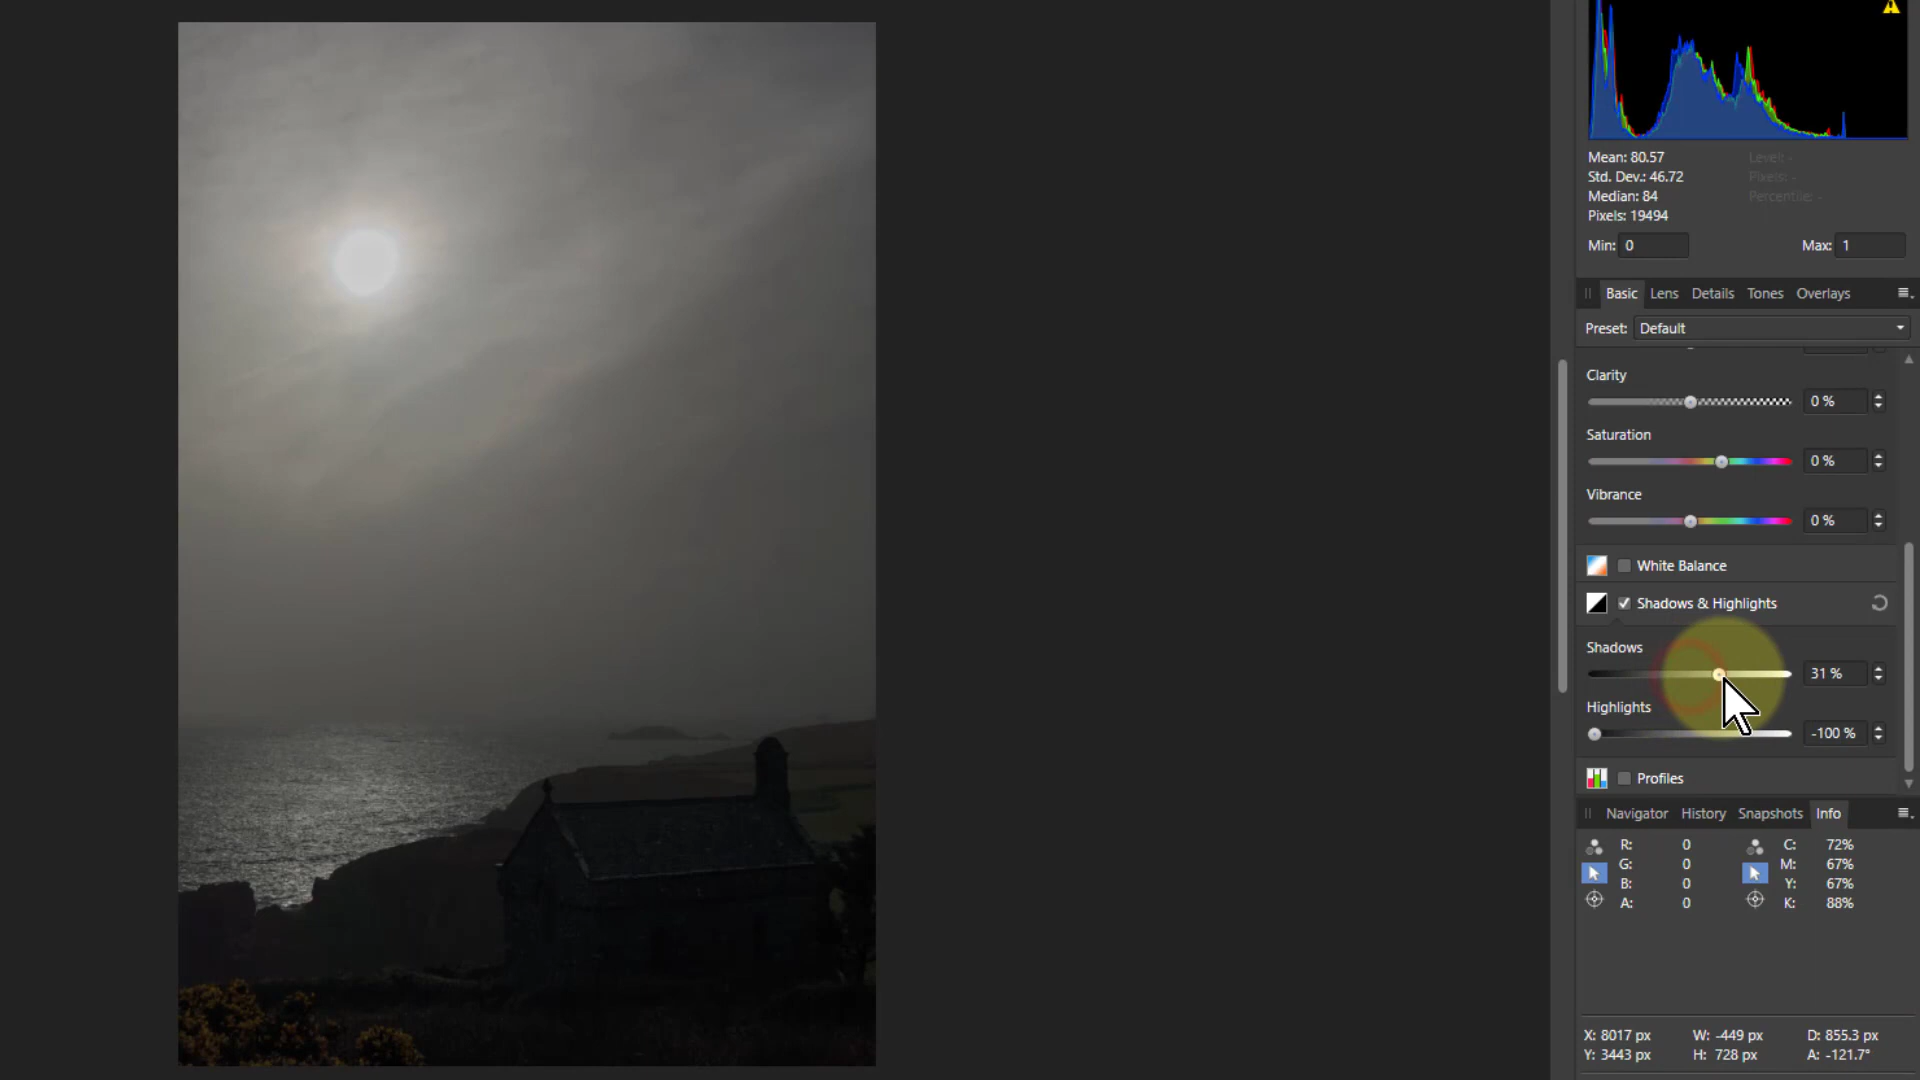 Mean: 80.57
Level: -
Std. Dev.: 46.72
Pixels: -
Median: 84
Percentile: -
Pixels: 19494
Min: 0
Max: 1
Basic Lens Details Tones Overlays
Preset: Default
Clarity
0 %
Saturation
0 %
Vibrance
0 %
White Balance
Shadows & Highlights
Shadows
31 %
Highlights
-100 %
Profiles
Navigator History Snapshots Info
R: 0 C: 72%
G: 0 M: 67%
B: 0 Y: 67%
A: 0 K: 88%
X: 8017 px W: -449 px D: 855.3 px
Y: 3443 px H: 728 px A: -121.7°